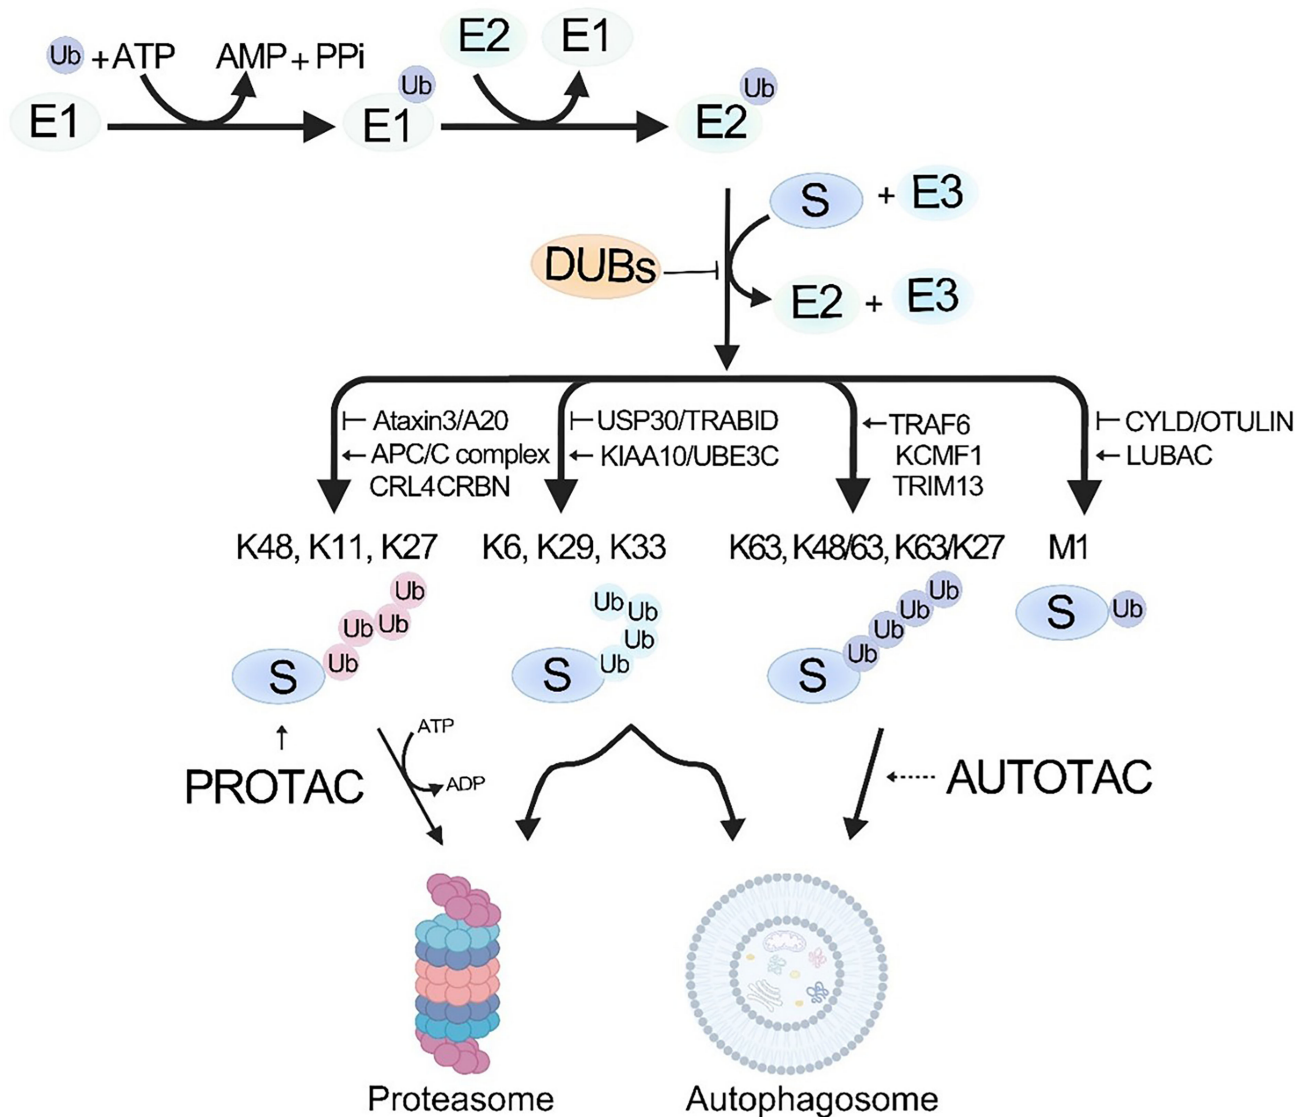 Ub +ATP AMP + PPi E2 E1
E1 E1 Ub E2 Ub
S + E3
DUBs
E2 + E3
Ataxin3/A20 USP30/TRABID TRAF6 CYLD/OTULIN
APC/C complex KIAA10/UBE3C KCMF1 LUBAC
CRL4CRBN TRIM13
K48, K11, K27 K6, K29, K33 K63, K48/63, K63/K27 M1
S Ub Ub Ub Ub S Ub Ub Ub Ub S Ub Ub Ub Ub S Ub
ATP
ADP
PROTAC AUTOTAC
Proteasome Autophagosome